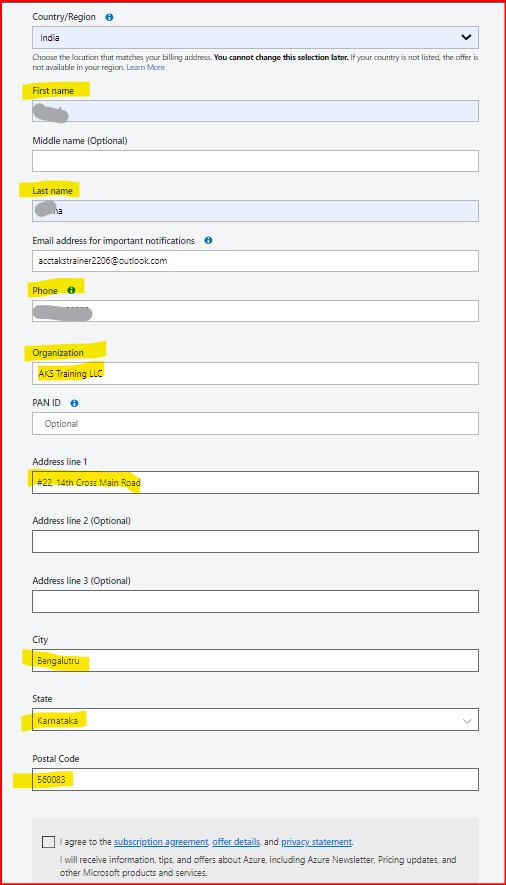 Country/Region
India
Choose the location that matches your billing address. You cannot change this selection later. If your country is not listed, the offer is
not available in your region. Learn More
First name
Middle name (Optional)
Last name
na
Email address for important notifications
acctakstrainer2206@outlook.com
Phone
Organization
AKS Training LLC
PAN ID
Optional
Address line 1
#22, 14th Cross Main Road
Address line 2 (Optional)
Address line 3 (Optional)
City
Bengalutru
State
Karnataka
Postal Code
560083
I agree to the subscription agreement, offer details, and privacy statement.
I will receive information, tips, and offers about Azure, including Azure Newsletter, Pricing updates, and
other Microsoft products and services.